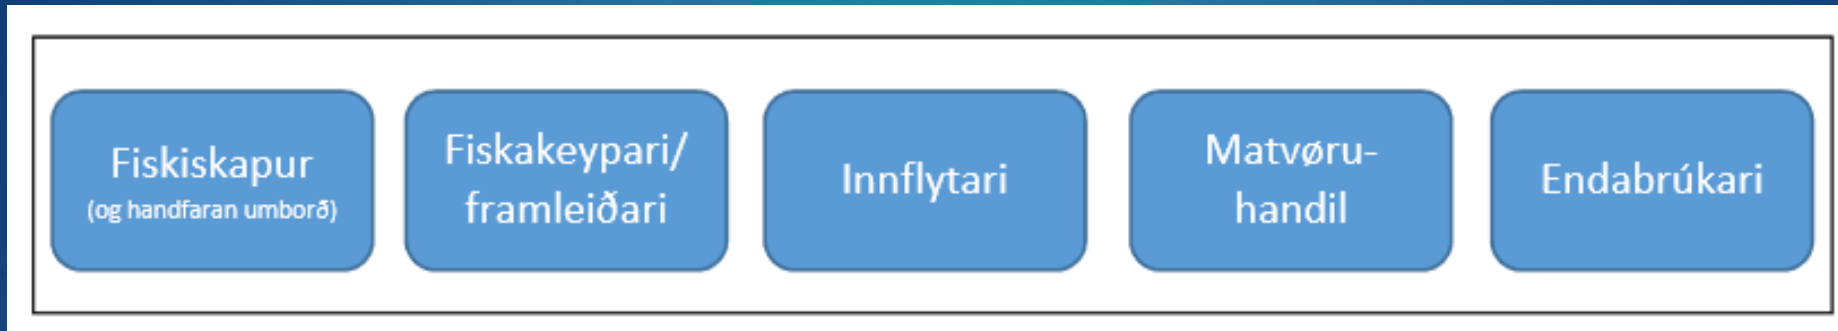 Fiskiskapur
(og handfaran umborð)
Fiskakeypari/
framleiðari
Innflytari
Matvøru-
handil
Endabrúkari